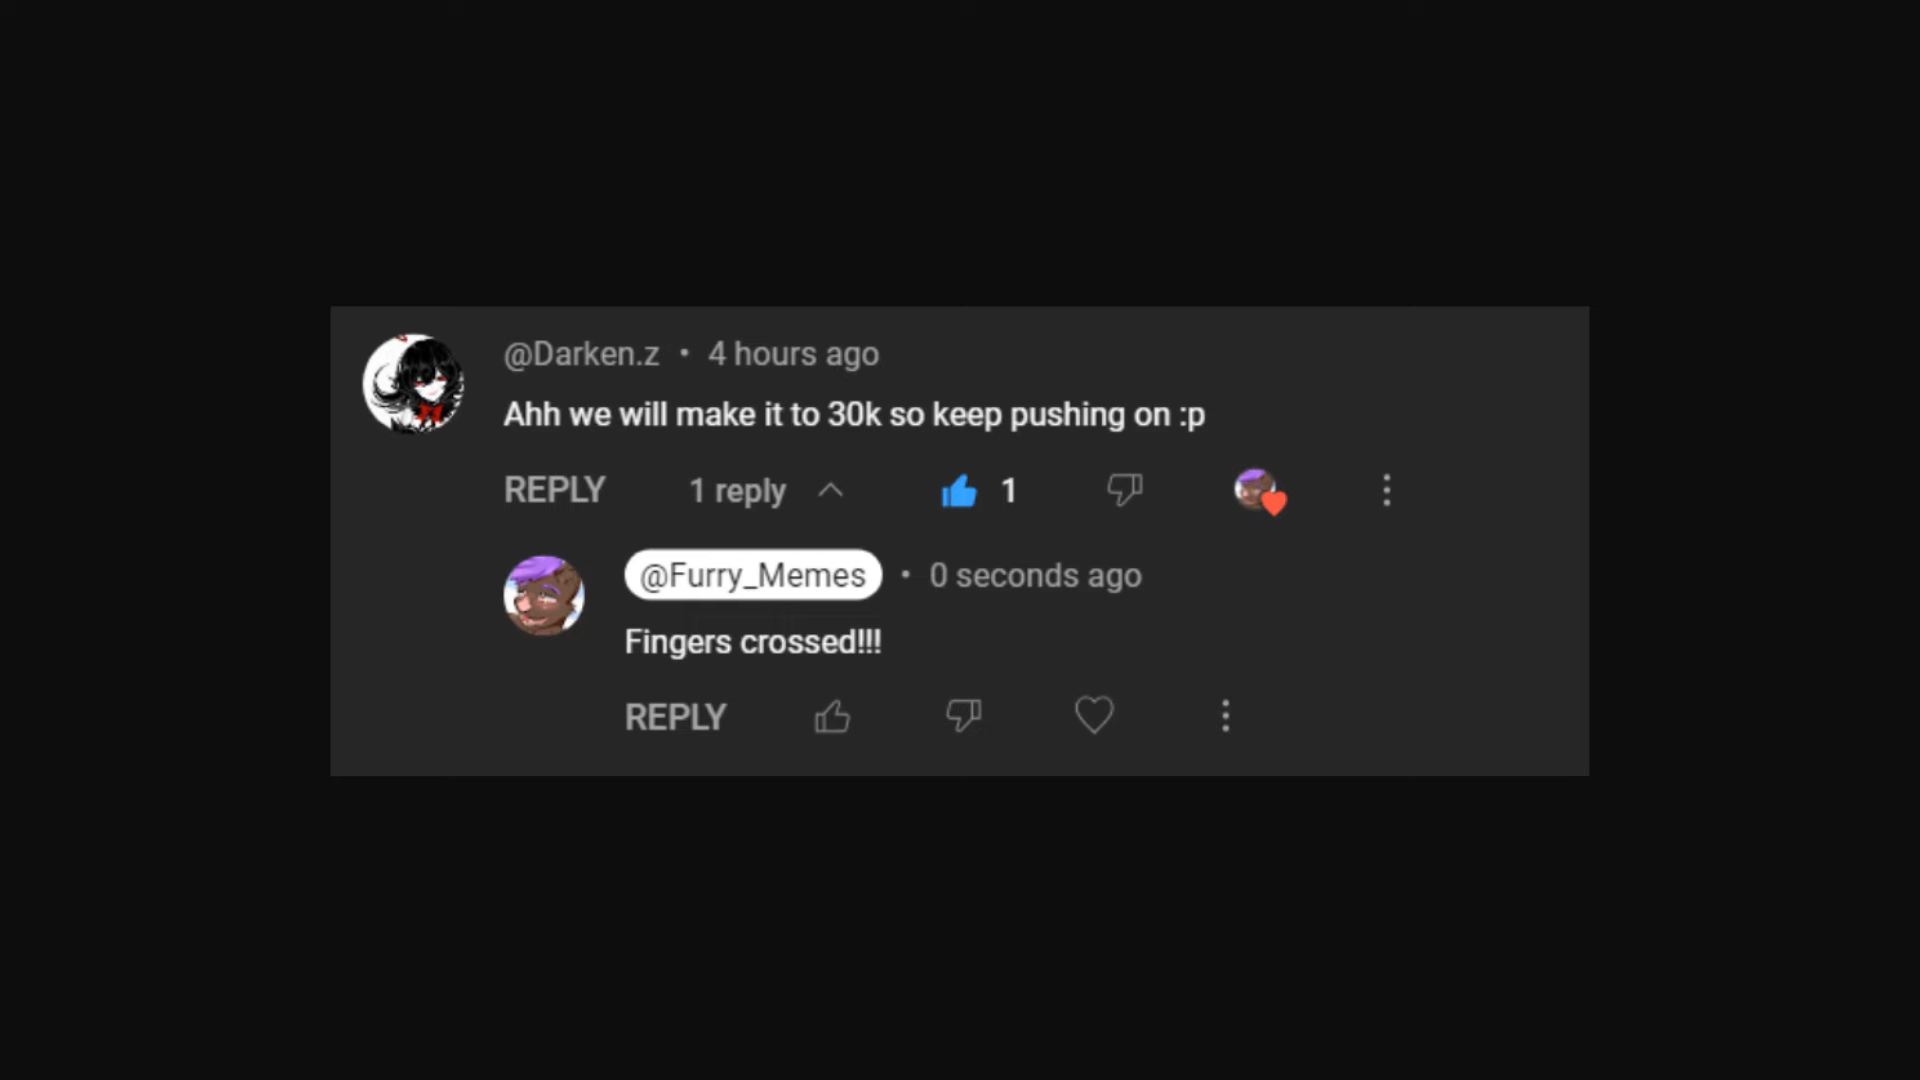 @Darken.z • 4 hours ago
Ahh we will make it to 30k so keep pushing on :p
REPLY 1 reply 1
@Furry_Memes • 0 seconds ago
Fingers crossed!!!
REPLY